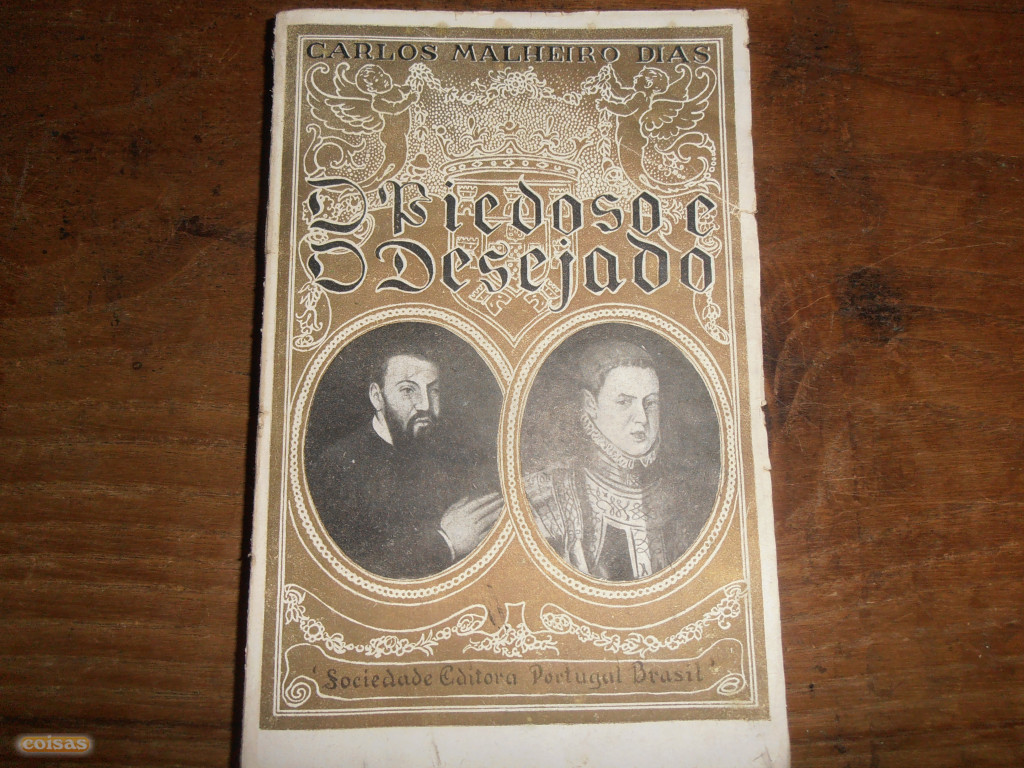 CARLOS MALHEIRO DIAS
O Piedoso e
O Desejado
Sociedade Editora Portugal Brasil
coisas